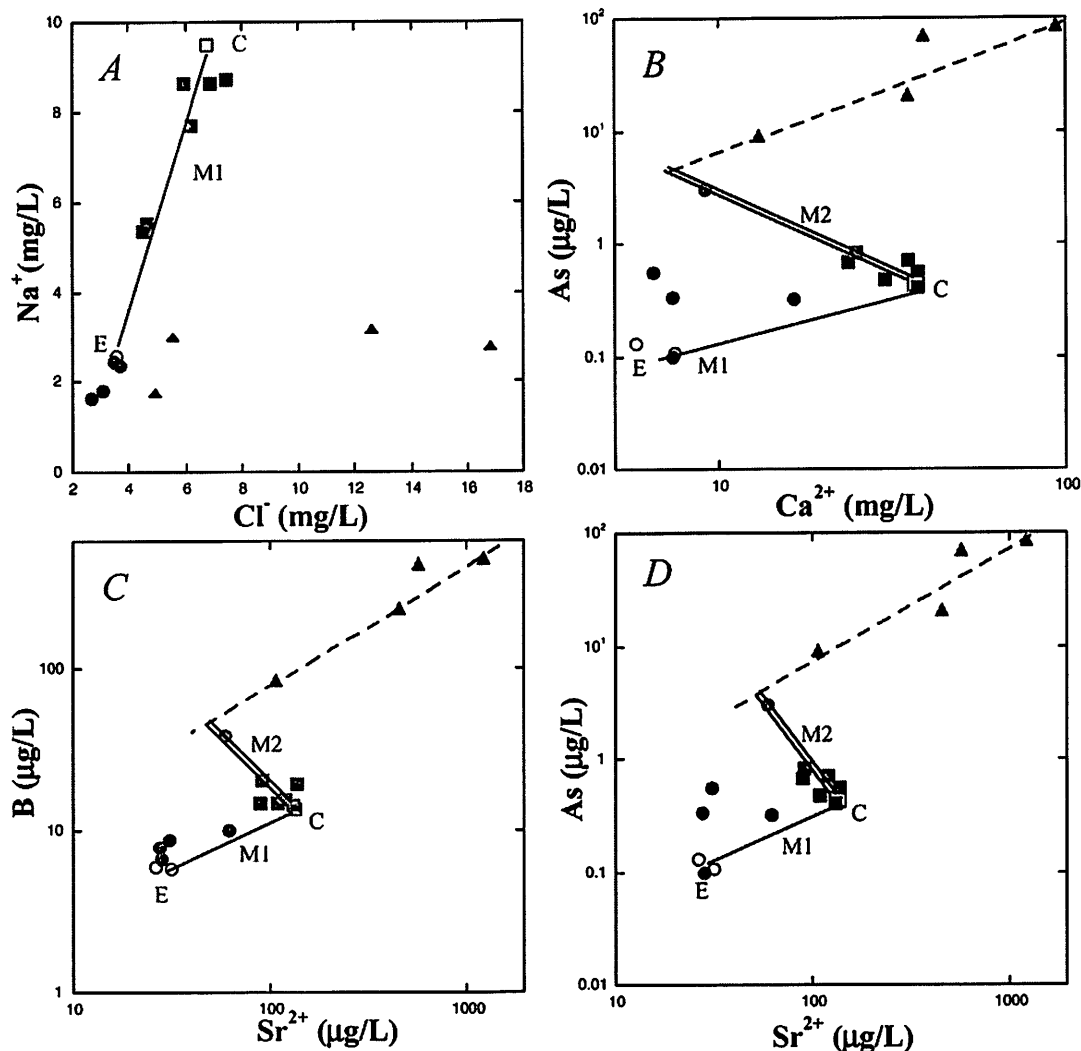 A
10
8
6
4
2
0
2
4
6
8
10
12
14
16
18
Na⁺(mg/L)
Cl⁻ (mg/L)
C
M1
E
B
10²
10¹
1
0.1
0.01
10
100
As (µg/L)
Ca²⁺ (mg/L)
M2
C
M1
E
C
100
10
1
10
100
1000
B (µg/L)
Sr²⁺ (µg/L)
M2
C
M1
E
D
10²
10¹
1
0.1
0.01
10
100
1000
As (µg/L)
Sr²⁺ (µg/L)
M2
C
M1
E